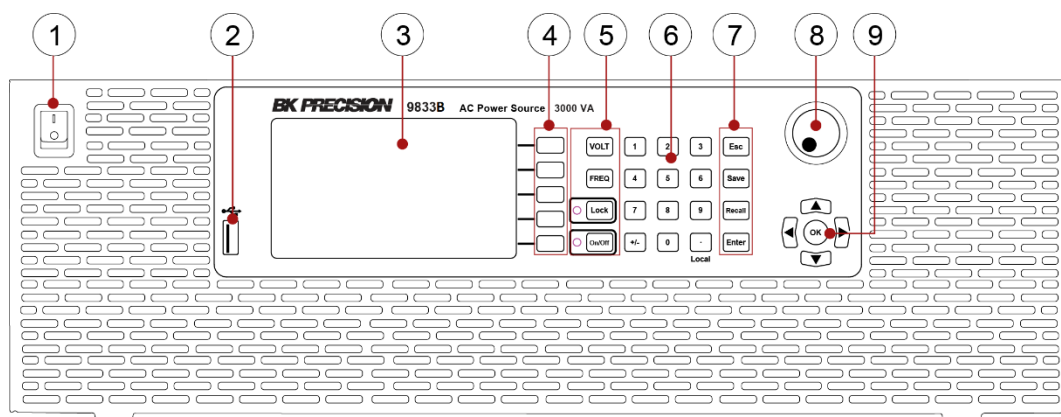 1 2 3 4 5 6 7 8 9
BK PRECISION 9833B AC Power Source 3000 VA
VOLT 1 2 3 Esc
FREQ 4 5 6 Save
Lock 7 8 9 Recall
On/Off +/- 0 . Enter
Local
OK
I
O